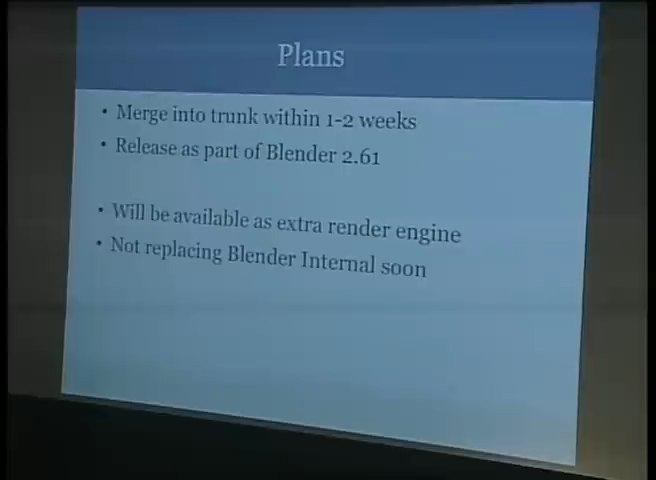 Plans
• Merge into trunk within 1-2 weeks
• Release as part of Blender 2.61
• Will be available as extra render engine
• Not replacing Blender Internal soon